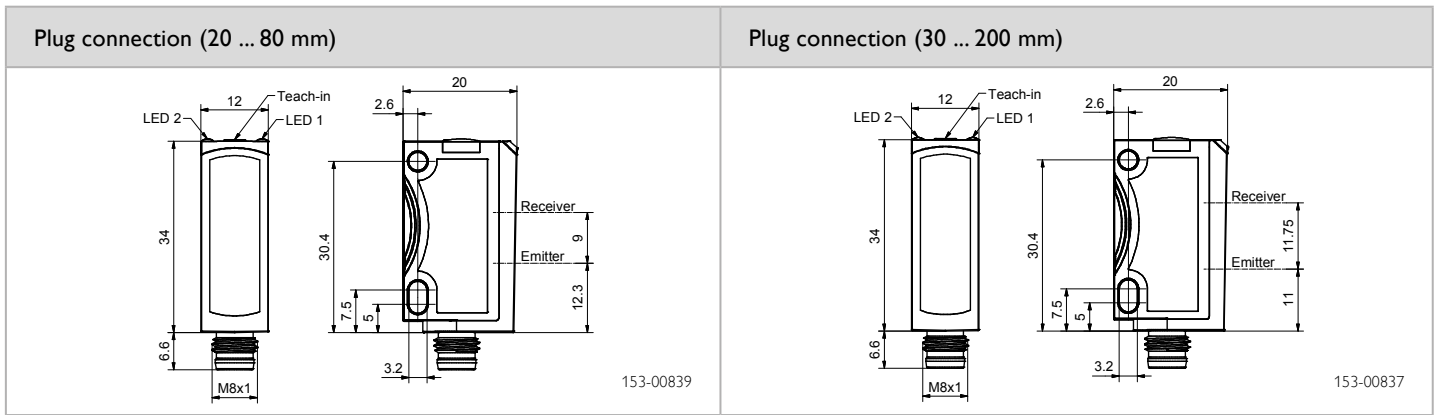 Plug connection (20 ... 80 mm)
12
Teach-in
LED 2
LED 1
20
2.6
34
30.4
Receiver
9
Emitter
12.3
7.5
5
6.6
3.2
M8x1
153-00839
Plug connection (30 ... 200 mm)
12
Teach-in
LED 2
LED 1
20
2.6
34
30.4
Receiver
11.75
Emitter
11
7.5
5
6.6
3.2
M8x1
153-00837